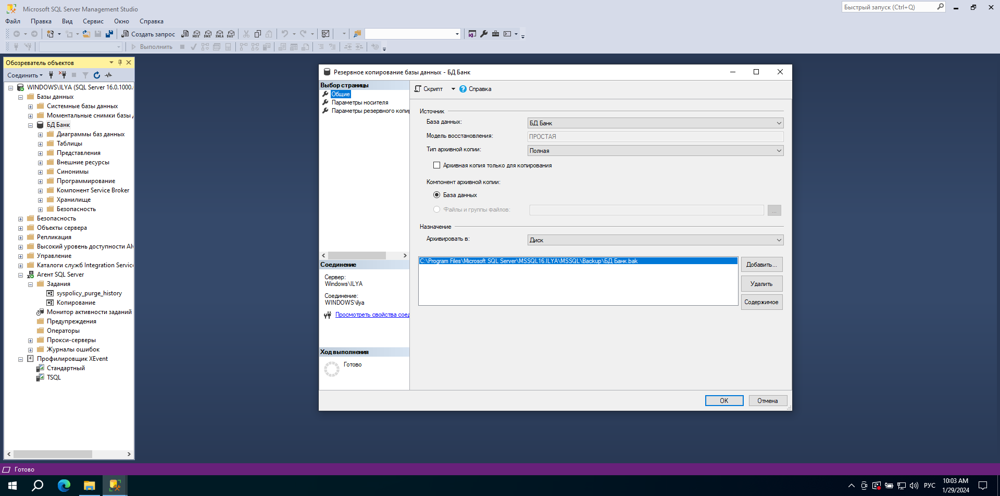 Microsoft SQL Server Management Studio
Быстрый запуск (Ctrl+Q)
Файл Правка Вид Сервис Окно Справка
Создать запрос MDX DMX XMLA DAX
Выполнить
Обозреватель объектов
Соединить
WINDOWS\ILYA (SQL Server 16.0.1000.
Базы данных
Системные базы данных
Моментальные снимки базы
БД Банк
Диаграммы баз данных
Таблицы
Представления
Внешние ресурсы
Синонимы
Программирование
Компонент Service Broker
Хранилище
Безопасность
Безопасность
Объекты сервера
Репликация
Высокий уровень доступности Al
Управление
Каталоги служб Integration Servic
Агент SQL Server
Задания
syspolicy_purge_history
Копирование
Монитор активности заданий
Предупреждения
Операторы
Прокси-серверы
Журналы ошибок
Профилировщик XEvent
Стандартный
TSQL
Резервное копирование базы данных - БД Банк
Выбор страницы
Общие
Параметры носителя
Параметры резервного копир
Соединение
Сервер:
Windows\ILYA
Соединение:
WINDOWS\ilya
Просмотреть свойства соед
Ход выполнения
Готово
Скрипт Справка
Источник
База данных: БД Банк
Модель восстановления: ПРОСТАЯ
Тип архивной копии: Полная
Архивная копия только для копирования
Компонент архивной копии:
База данных
Файлы и группы файлов: ...
Назначение
Архивировать в: Диск
C:\Program Files\Microsoft SQL Server\MSSQL16.ILYA\MSSQL\Backup\БД Банк.bak
Добавить...
Удалить
Содержимое
OK Отмена
Готово
РУС
10:03 AM
1/29/2024